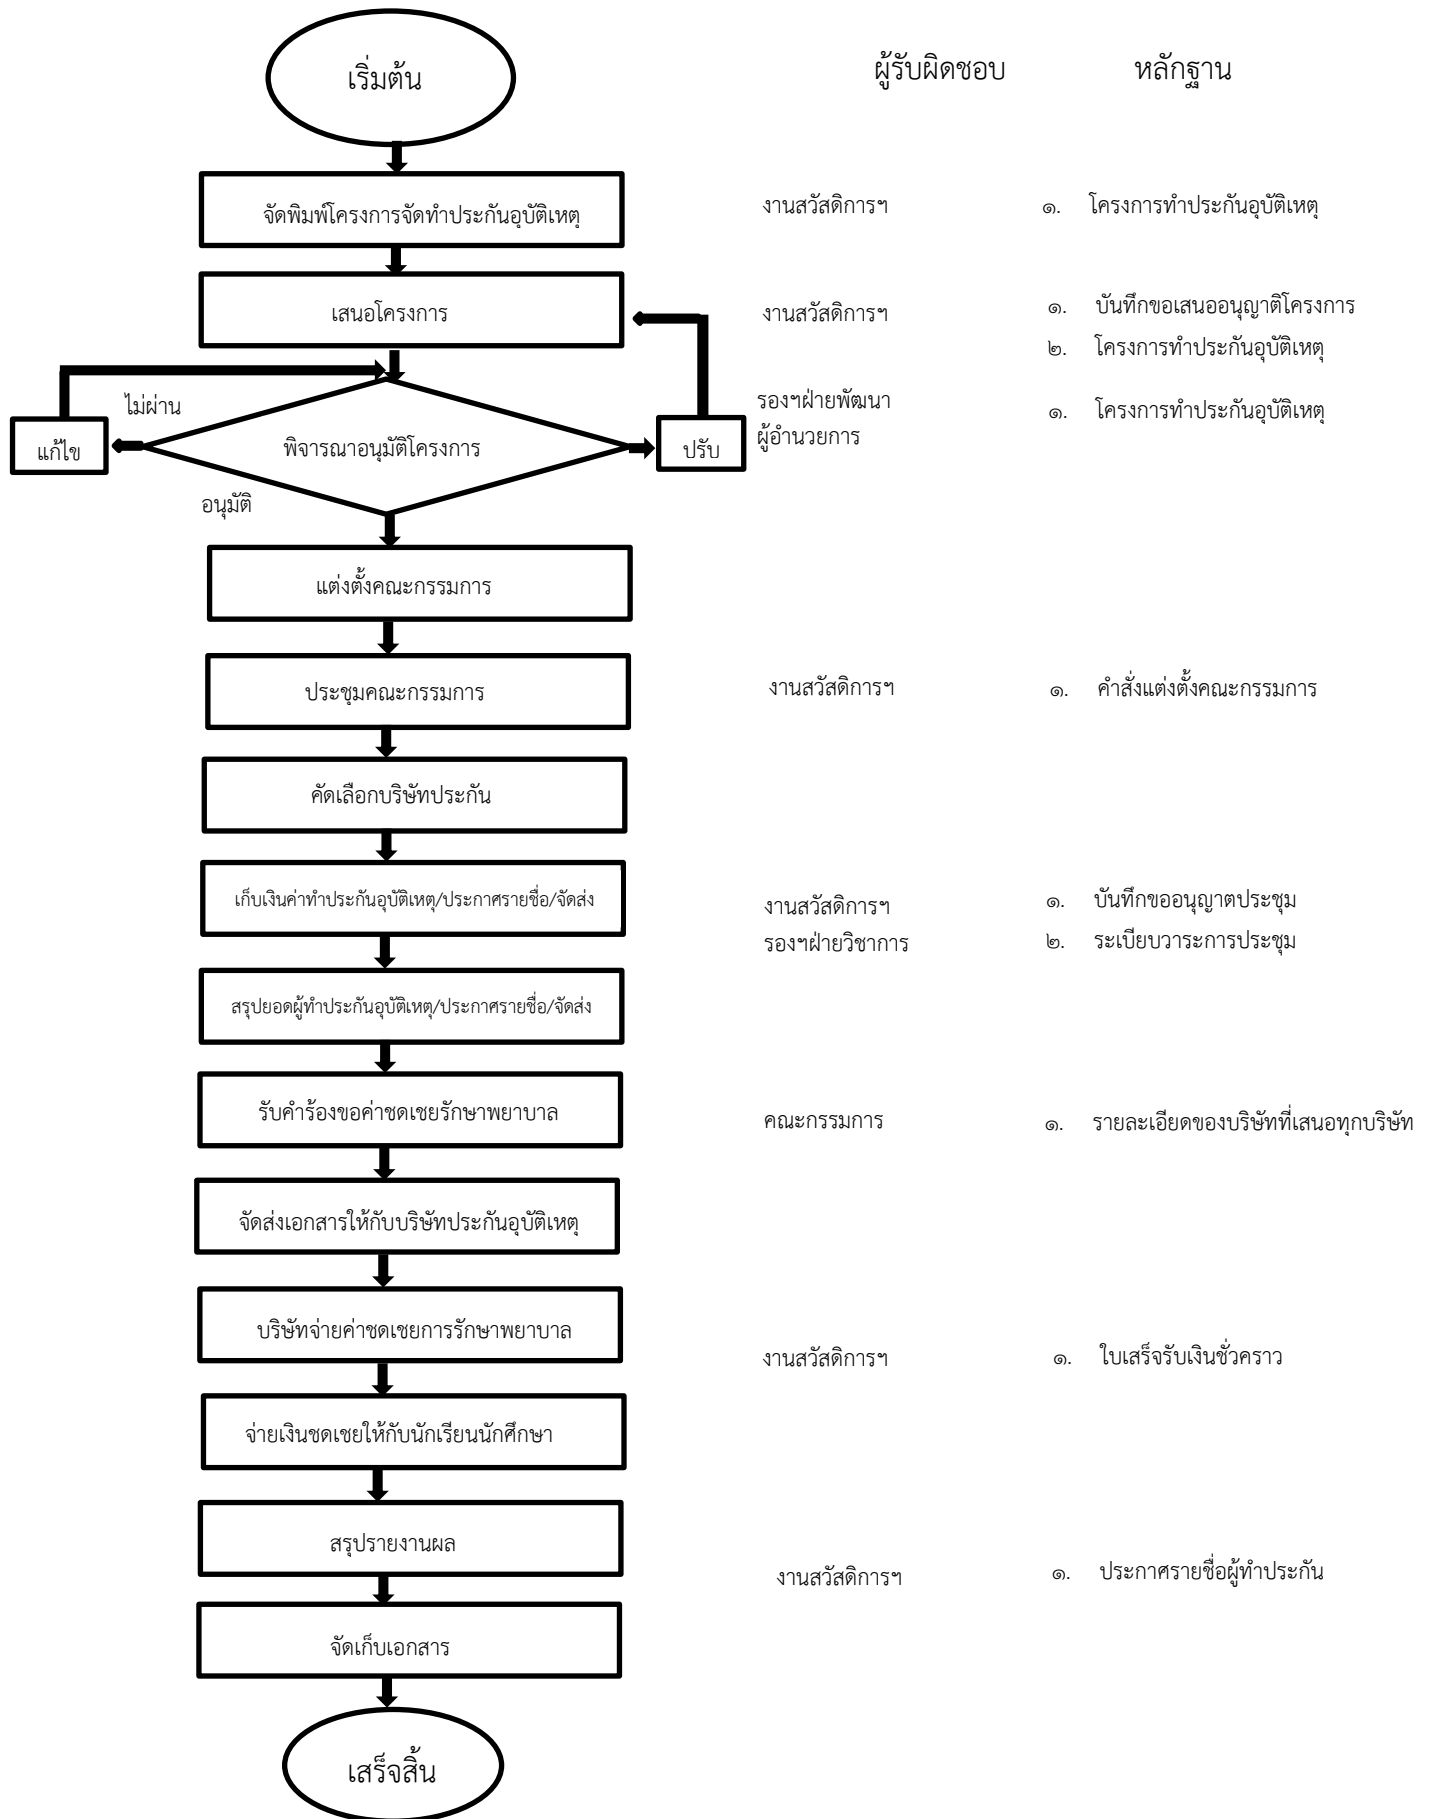 เริ่มต้น ผู้รับผิดชอบ หลักฐาน
จัดพิมพ์โครงการจัดทำประกันอุบัติเหตุ งานสวัสดิการฯ ๑. โครงการทำประกันอุบัติเหตุ
เสนอโครงการ งานสวัสดิการฯ ๑. บันทึกขอเสนออนุญาติโครงการ
๒. โครงการทำประกันอุบัติเหตุ
ไม่ผ่าน รองฯฝ่ายพัฒนา ๑. โครงการทำประกันอุบัติเหตุ
แก้ไข พิจารณาอนุมัติโครงการ ปรับ ผู้อำนวยการ
อนุมัติ
แต่งตั้งคณะกรรมการ
ประชุมคณะกรรมการ งานสวัสดิการฯ ๑. คำสั่งแต่งตั้งคณะกรรมการ
คัดเลือกบริษัทประกัน
เก็บเงินค่าทำประกันอุบัติเหตุ/ประกาศรายชื่อ/จัดส่ง งานสวัสดิการฯ ๑. บันทึกขออนุญาตประชุม
รองฯฝ่ายวิชาการ ๒. ระเบียบวาระการประชุม
สรุปยอดผู้ทำประกันอุบัติเหตุ/ประกาศรายชื่อ/จัดส่ง
รับคำร้องขอค่าชดเชยรักษาพยาบาล คณะกรรมการ ๑. รายละเอียดของบริษัทที่เสนอทุกบริษัท
จัดส่งเอกสารให้กับบริษัทประกันอุบัติเหตุ
บริษัทจ่ายค่าชดเชยการรักษาพยาบาล งานสวัสดิการฯ ๑. ใบเสร็จรับเงินชั่วคราว
จ่ายเงินชดเชยให้กับนักเรียนนักศึกษา
สรุปรายงานผล งานสวัสดิการฯ ๑. ประกาศรายชื่อผู้ทำประกัน
จัดเก็บเอกสาร
เสร็จสิ้น